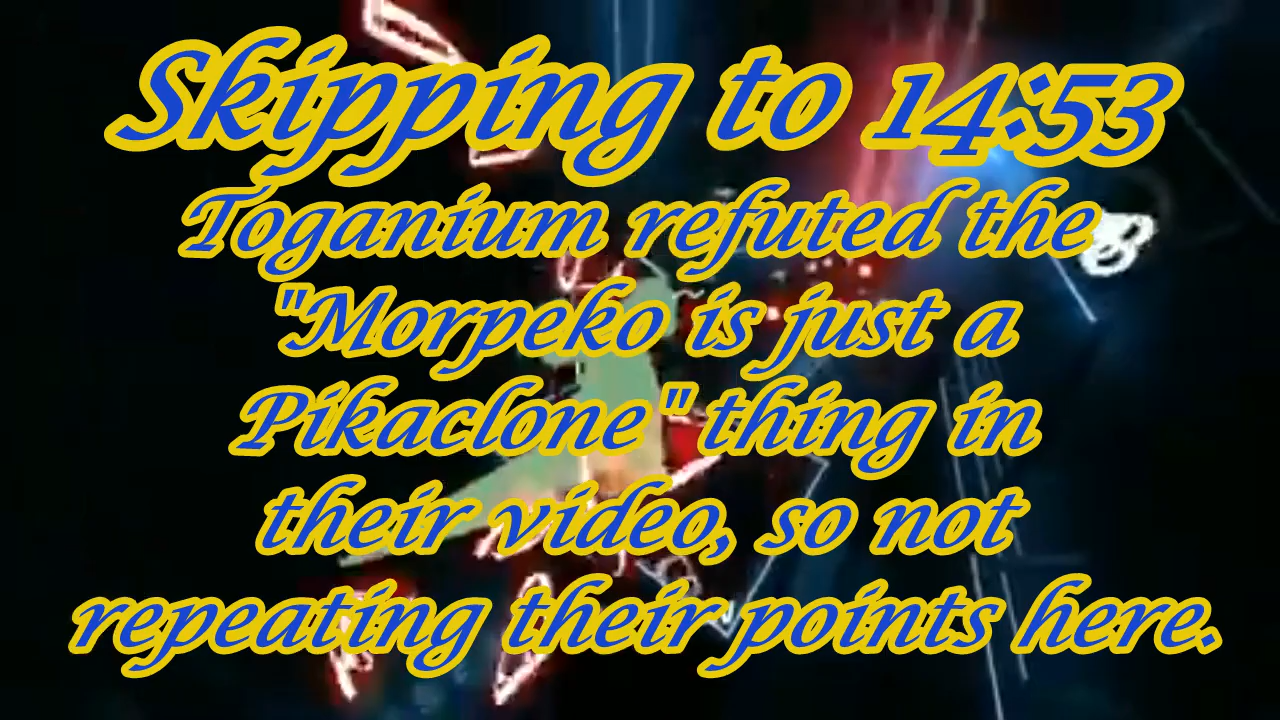 Skipping to 14:53
Toganium refuted the
"Morpeko is just a
Pikaclone" thing in
their video, so not
repeating their points here.